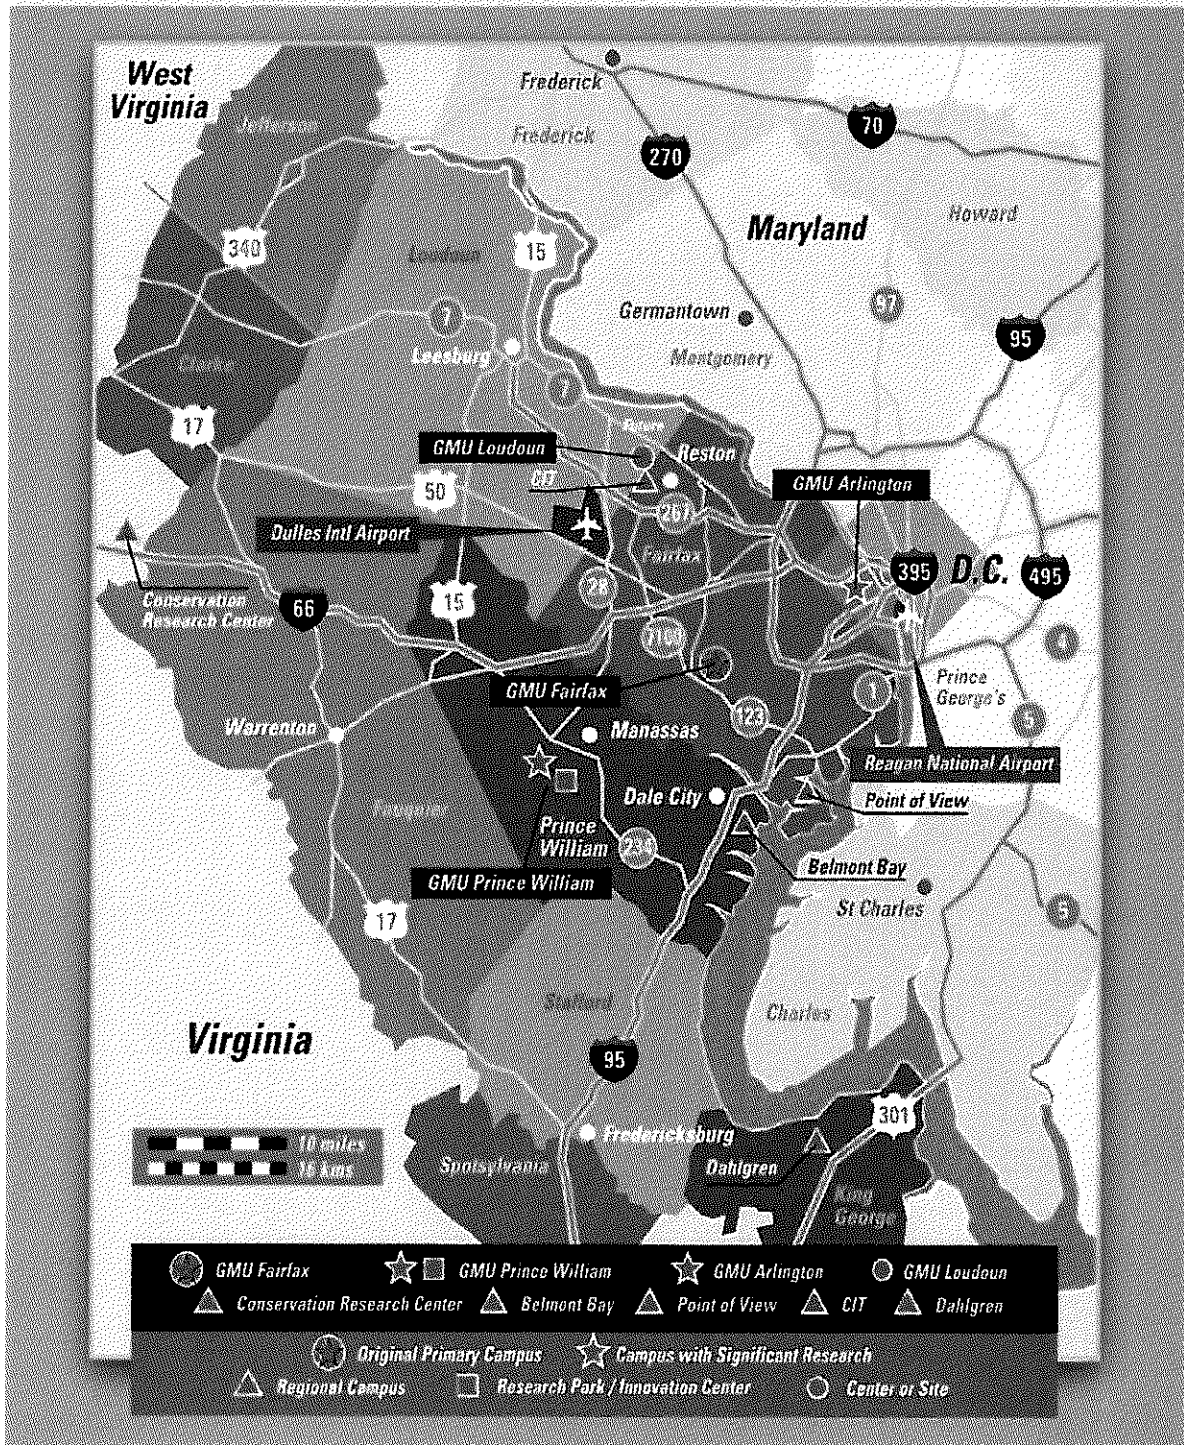 West
Virginia
Frederick
Jefferson
Frederick
70
270
Howard
Maryland
340
15
Loudoun
97
Germantown
7
95
Leesburg
Montgomery
Clarke
7
17
Future
GMU Loudoun
Reston
CIT
GMU Arlington
50
267
Dulles Intl Airport
Fairfax
395
D.C.
495
28
Conservation
Research Center
66
15
7100
4
Prince
George's
GMU Fairfax
1
123
5
Warrenton
Manassas
Reagan National Airport
Dale City
Point of View
Fauquier
Prince
William
234
Belmont Bay
GMU Prince William
St Charles
17
5
Stafford
Charles
Virginia
95
301
Fredericksburg
10 miles
16 kms
Spotsylvania
Dahlgren
King
George
GMU Fairfax
GMU Prince William
GMU Arlington
GMU Loudoun
Conservation Research Center
Belmont Bay
Point of View
CIT
Dahlgren
Original Primary Campus
Campus with Significant Research
Regional Campus
Research Park / Innovation Center
Center or Site